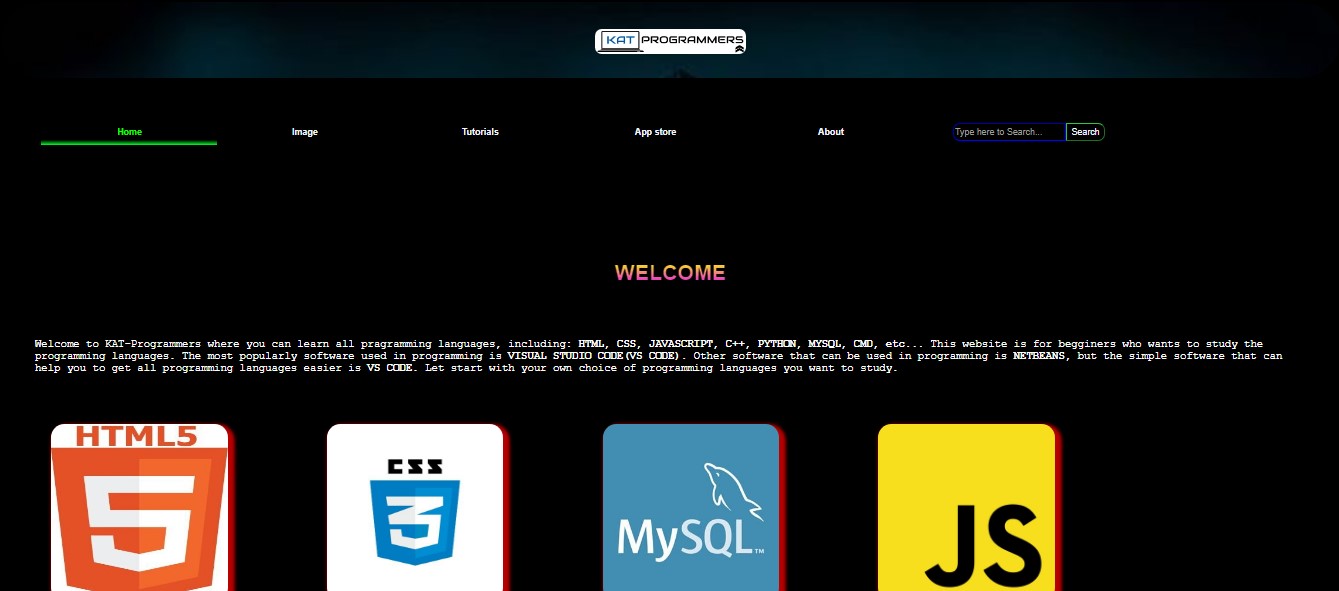 KAT PROGRAMMERS
Home Image Tutorials App store About Type here to Search... Search
WELCOME
Welcome to KAT-Programmers where you can learn all pragramming languages, including: HTML, CSS, JAVASCRIPT, C++, PYTHON, MYSQL, CMD, etc... This website is for begginers who wants to study the
programming languages. The most popularly software used in programming is VISUAL STUDIO CODE(VS CODE). Other software that can be used in programming is NETBEANS, but the simple software that can
help you to get all programming languages easier is VS CODE. Let start with your own choice of programming languages you want to study.
HTML5
5
CSS
3
MySQL™
JS